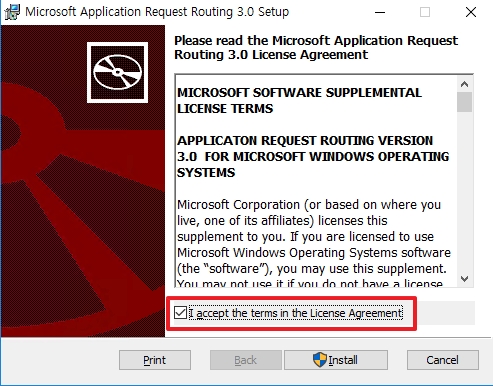 Microsoft Application Request Routing 3.0 Setup
Please read the Microsoft Application Request
Routing 3.0 License Agreement
MICROSOFT SOFTWARE SUPPLEMENTAL
LICENSE TERMS
APPLICATON REQUEST ROUTING VERSION
3.0 FOR MICROSOFT WINDOWS OPERATING
SYSTEMS
Microsoft Corporation (or based on where you
live, one of its affiliates) licenses this
supplement to you. If you are licensed to use
Microsoft Windows Operating Systems software
(the “software”), you may use this supplement.
You may not use it if you do not have a license
I accept the terms in the License Agreement
Print
Back
Install
Cancel